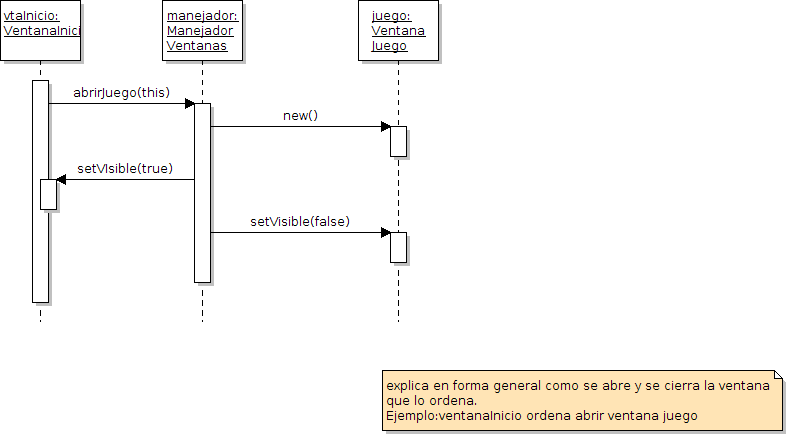 vtaInicio:
VentanaInici
manejador:
Manejador
Ventanas
juego:
Ventana
Juego
abrirJuego(this)
new()
setVIsible(true)
setVisible(false)
explica en forma general como se abre y se cierra la ventana
que lo ordena.
Ejemplo:ventanaInicio ordena abrir ventana juego